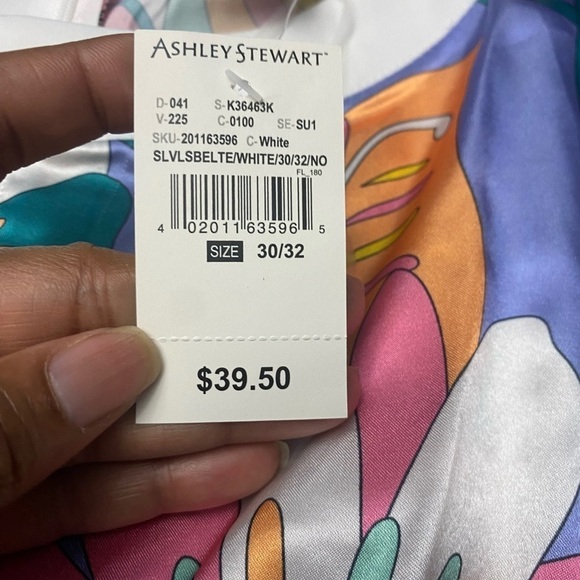 ASHLEY STEWART™
D-041 S-K36463K
V-225 C-0100 SE-SU1
SKU-201163596 C-White
SLVLSBELTE/WHITE/30/32/NO
FL_180
4 02011 63596 5
SIZE 30/32
$39.50